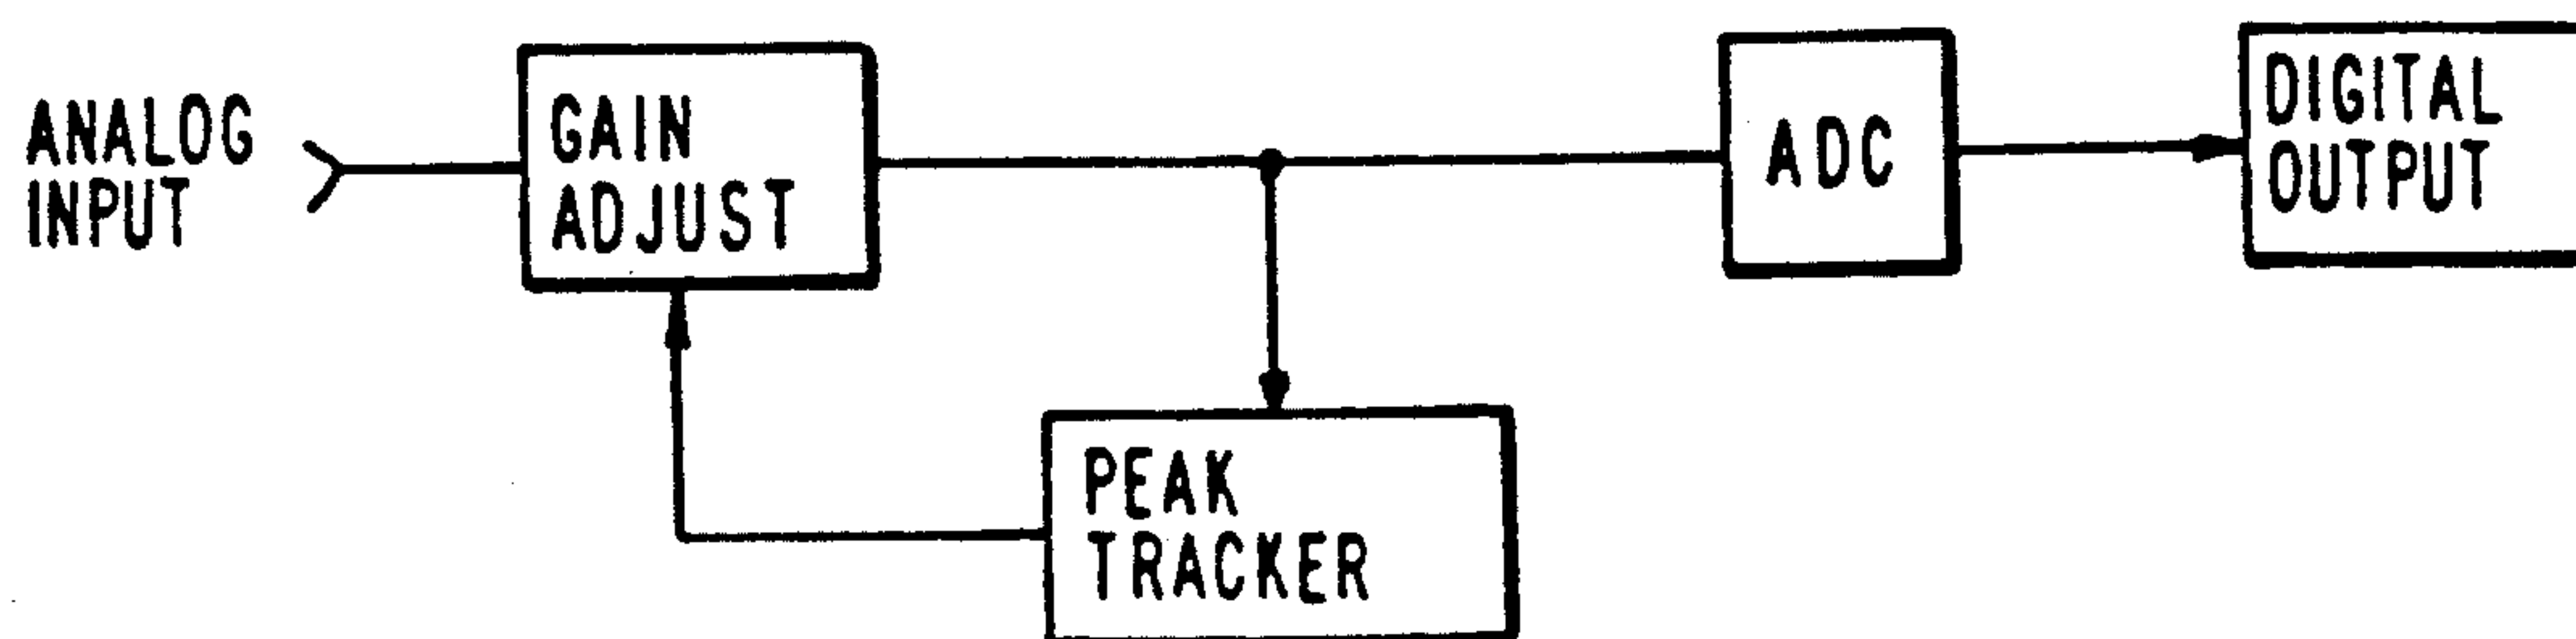 ANALOG
INPUT
GAIN
ADJUST
ADC
DIGITAL
OUTPUT
PEAK
TRACKER